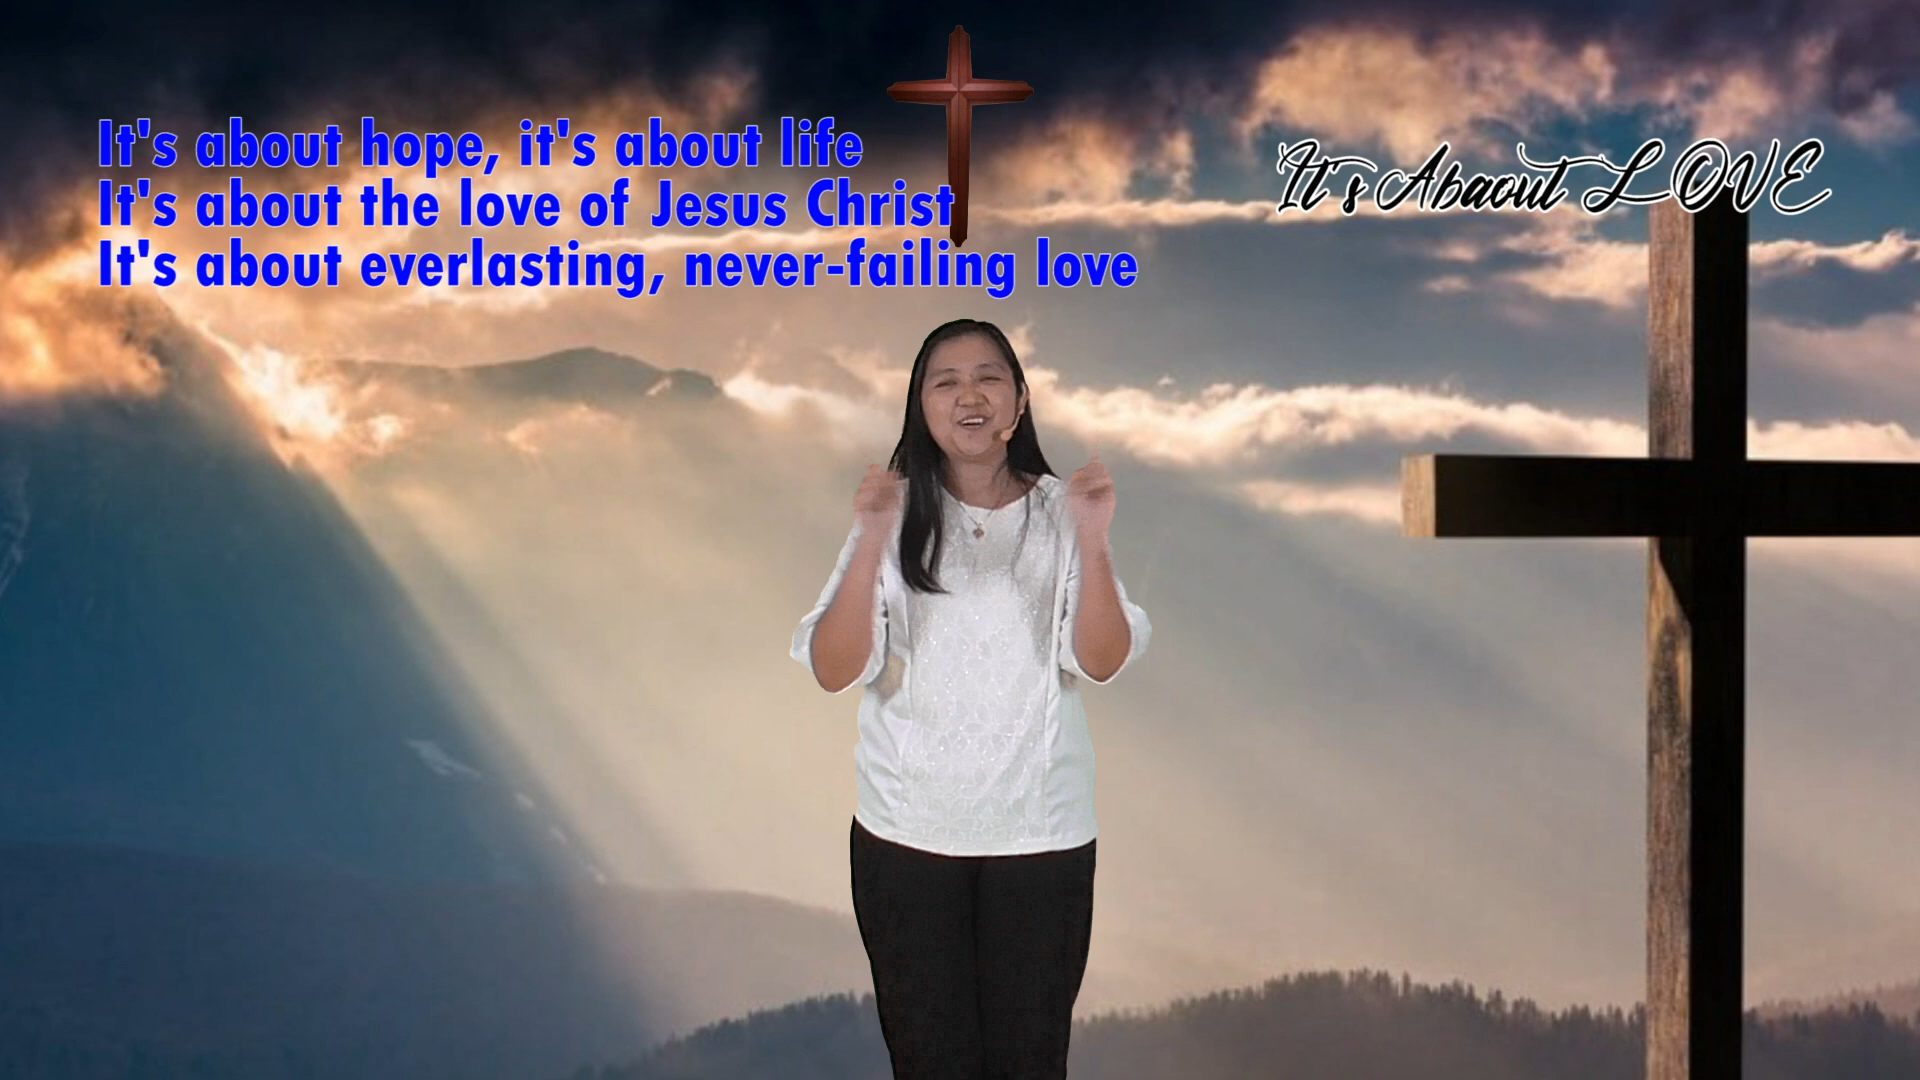 It's about hope, it's about life
It's about the love of Jesus Christ
It's about everlasting, never-failing love
It's Abaout LOVE